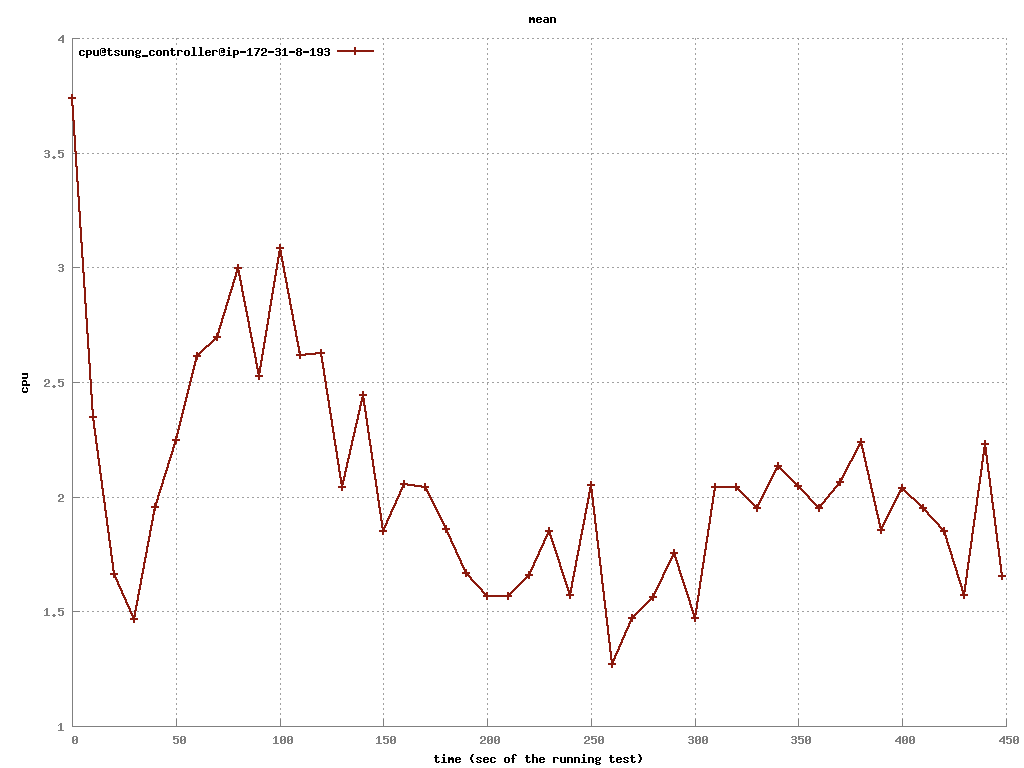 mean
4
cpu@tsung_controller@ip-172-31-8-193
3.5
3
2.5
cpu
2
1.5
1
0 50 100 150 200 250 300 350 400 450
time (sec of the running test)